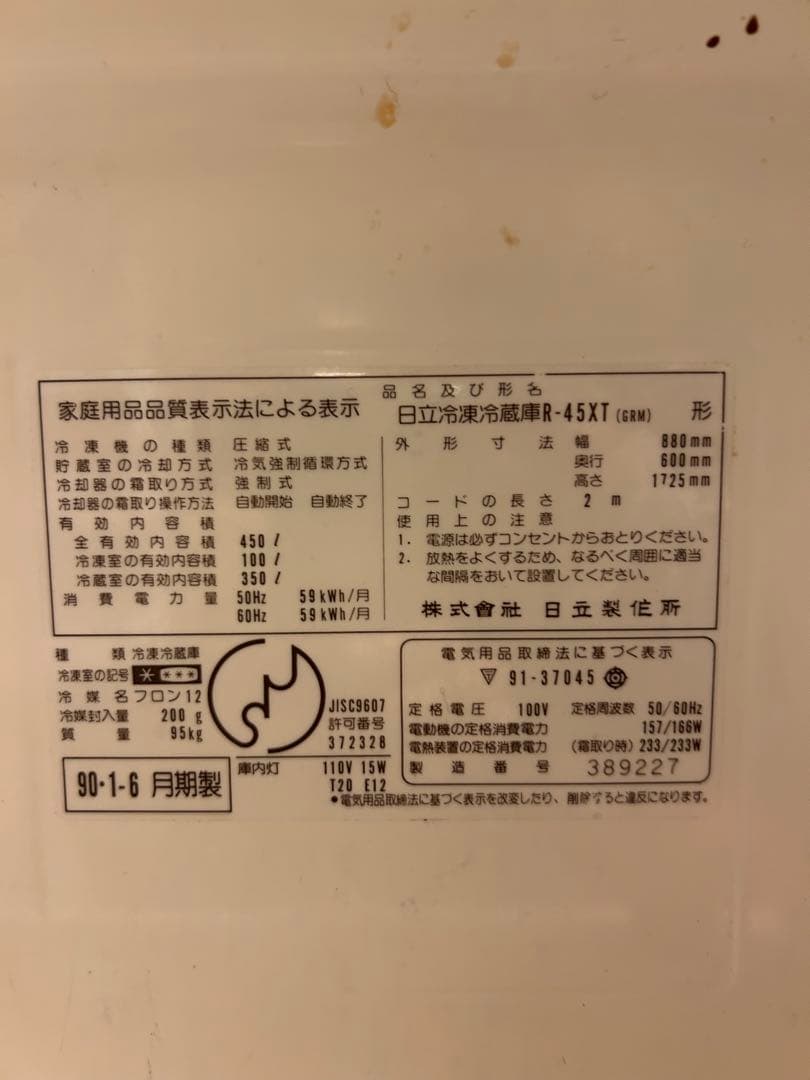 家庭用品品質表示法による表示
冷凍機の種類 圧縮式
貯蔵室の冷却方式 冷気強制循環方式
冷却器の霜取り方式 強制式
冷却器の霜取り操作方法 自動開始 自動終了
有効内容積
全有効内容積 450ℓ
冷凍室の有効内容積 100ℓ
冷蔵室の有効内容積 350ℓ
消費電力量 50Hz 59kWh/月
60Hz 59kWh/月
品名及び形名
日立冷凍冷蔵庫R-45XT(GRM) 形
外形寸法 幅 880mm
奥行 600mm
高さ 1725mm
コードの長さ 2m
使用上の注意
1. 電源は必ずコンセントからおとりください。
2. 放熱をよくするため、なるべく周囲に適当
な間隔をおいて設置してください。
株式會社 日立製作所
種類 冷凍冷蔵庫
冷凍室の記号 * ***
冷媒名 フロン12
冷媒封入量 200g
質量 95kg
JISC9607
許可番号
372328
90・1-6 月期製
庫内灯 110V 15W
T20 E12
電気用品取締法に基づく表示
▽ 91-37045
定格電圧 100V 定格周波数 50/60Hz
電動機の定格消費電力 157/166W
電熱装置の定格消費電力 (霜取り時) 233/233W
製造番号 389227
●電気用品取締法に基づく表示を改変したり、削除すると違反になります。